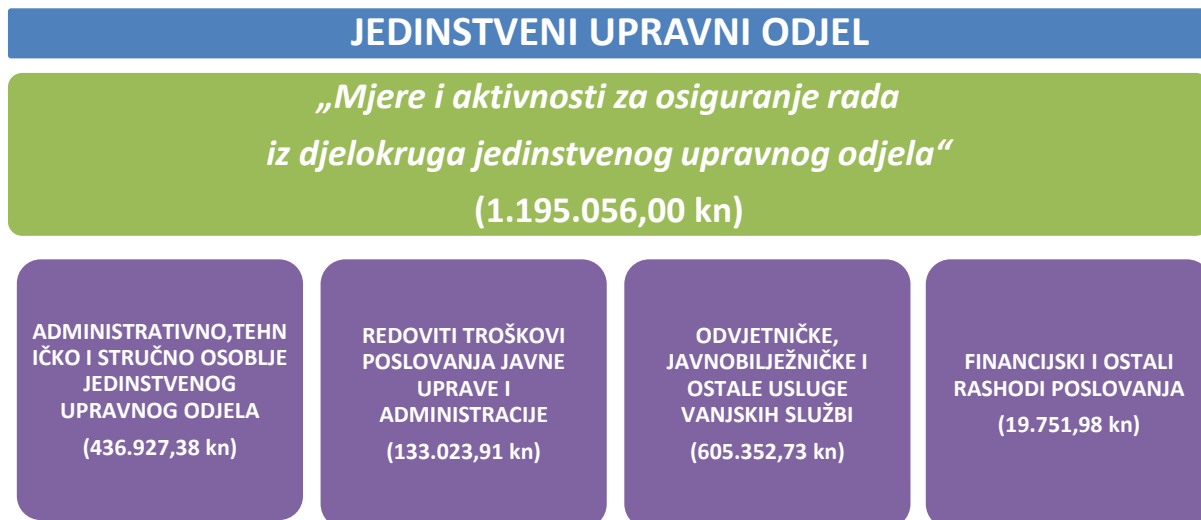 JEDINSTVENI UPRAVNI ODJEL
„Mjere i aktivnosti za osiguranje rada
iz djelokruga jedinstvenog upravnog odjela“
(1.195.056,00 kn)
ADMINISTRATIVNO,TEHN
IČKO I STRUČNO OSOBLJE
JEDINSTVENOG
UPRAVNOG ODJELA
(436.927,38 kn)
REDOVITI TROŠKOVI
POSLOVANJA JAVNE
UPRAVE I
ADMINISTRACIJE
(133.023,91 kn)
ODVJETNIČKE,
JAVNOBILJEŽNIČKE I
OSTALE USLUGE
VANJSKIH SLUŽBI
(605.352,73 kn)
FINANCIJSKI I OSTALI
RASHODI POSLOVANJA
(19.751,98 kn)